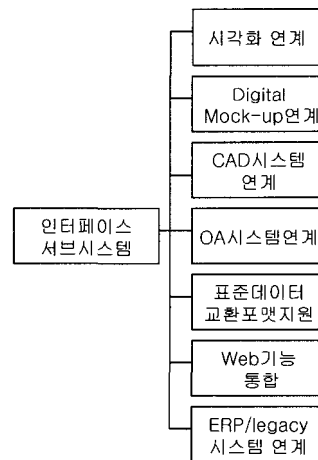 시각화 연계
Digital
Mock-up연계
CAD시스템
연계
인터페이스
서브시스템
OA시스템연계
표준데이터
교환포맷지원
Web기능
통합
ERP/legacy
시스템 연계